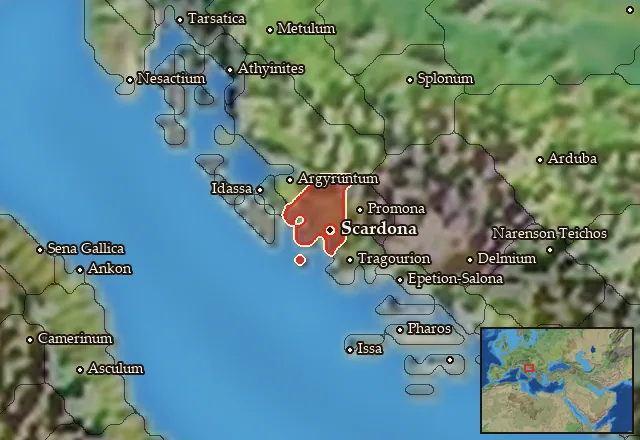 Tarsatica
Metulum
Athyinites
Nesactium
Splonum
Arduba
Argyruntum
Idassa
Promona
Scardona
Narenson Teichos
Sena Gallica
Tragourion
Delmium
Ankon
Epetion-Salona
Pharos
Camerinum
Issa
Asculum